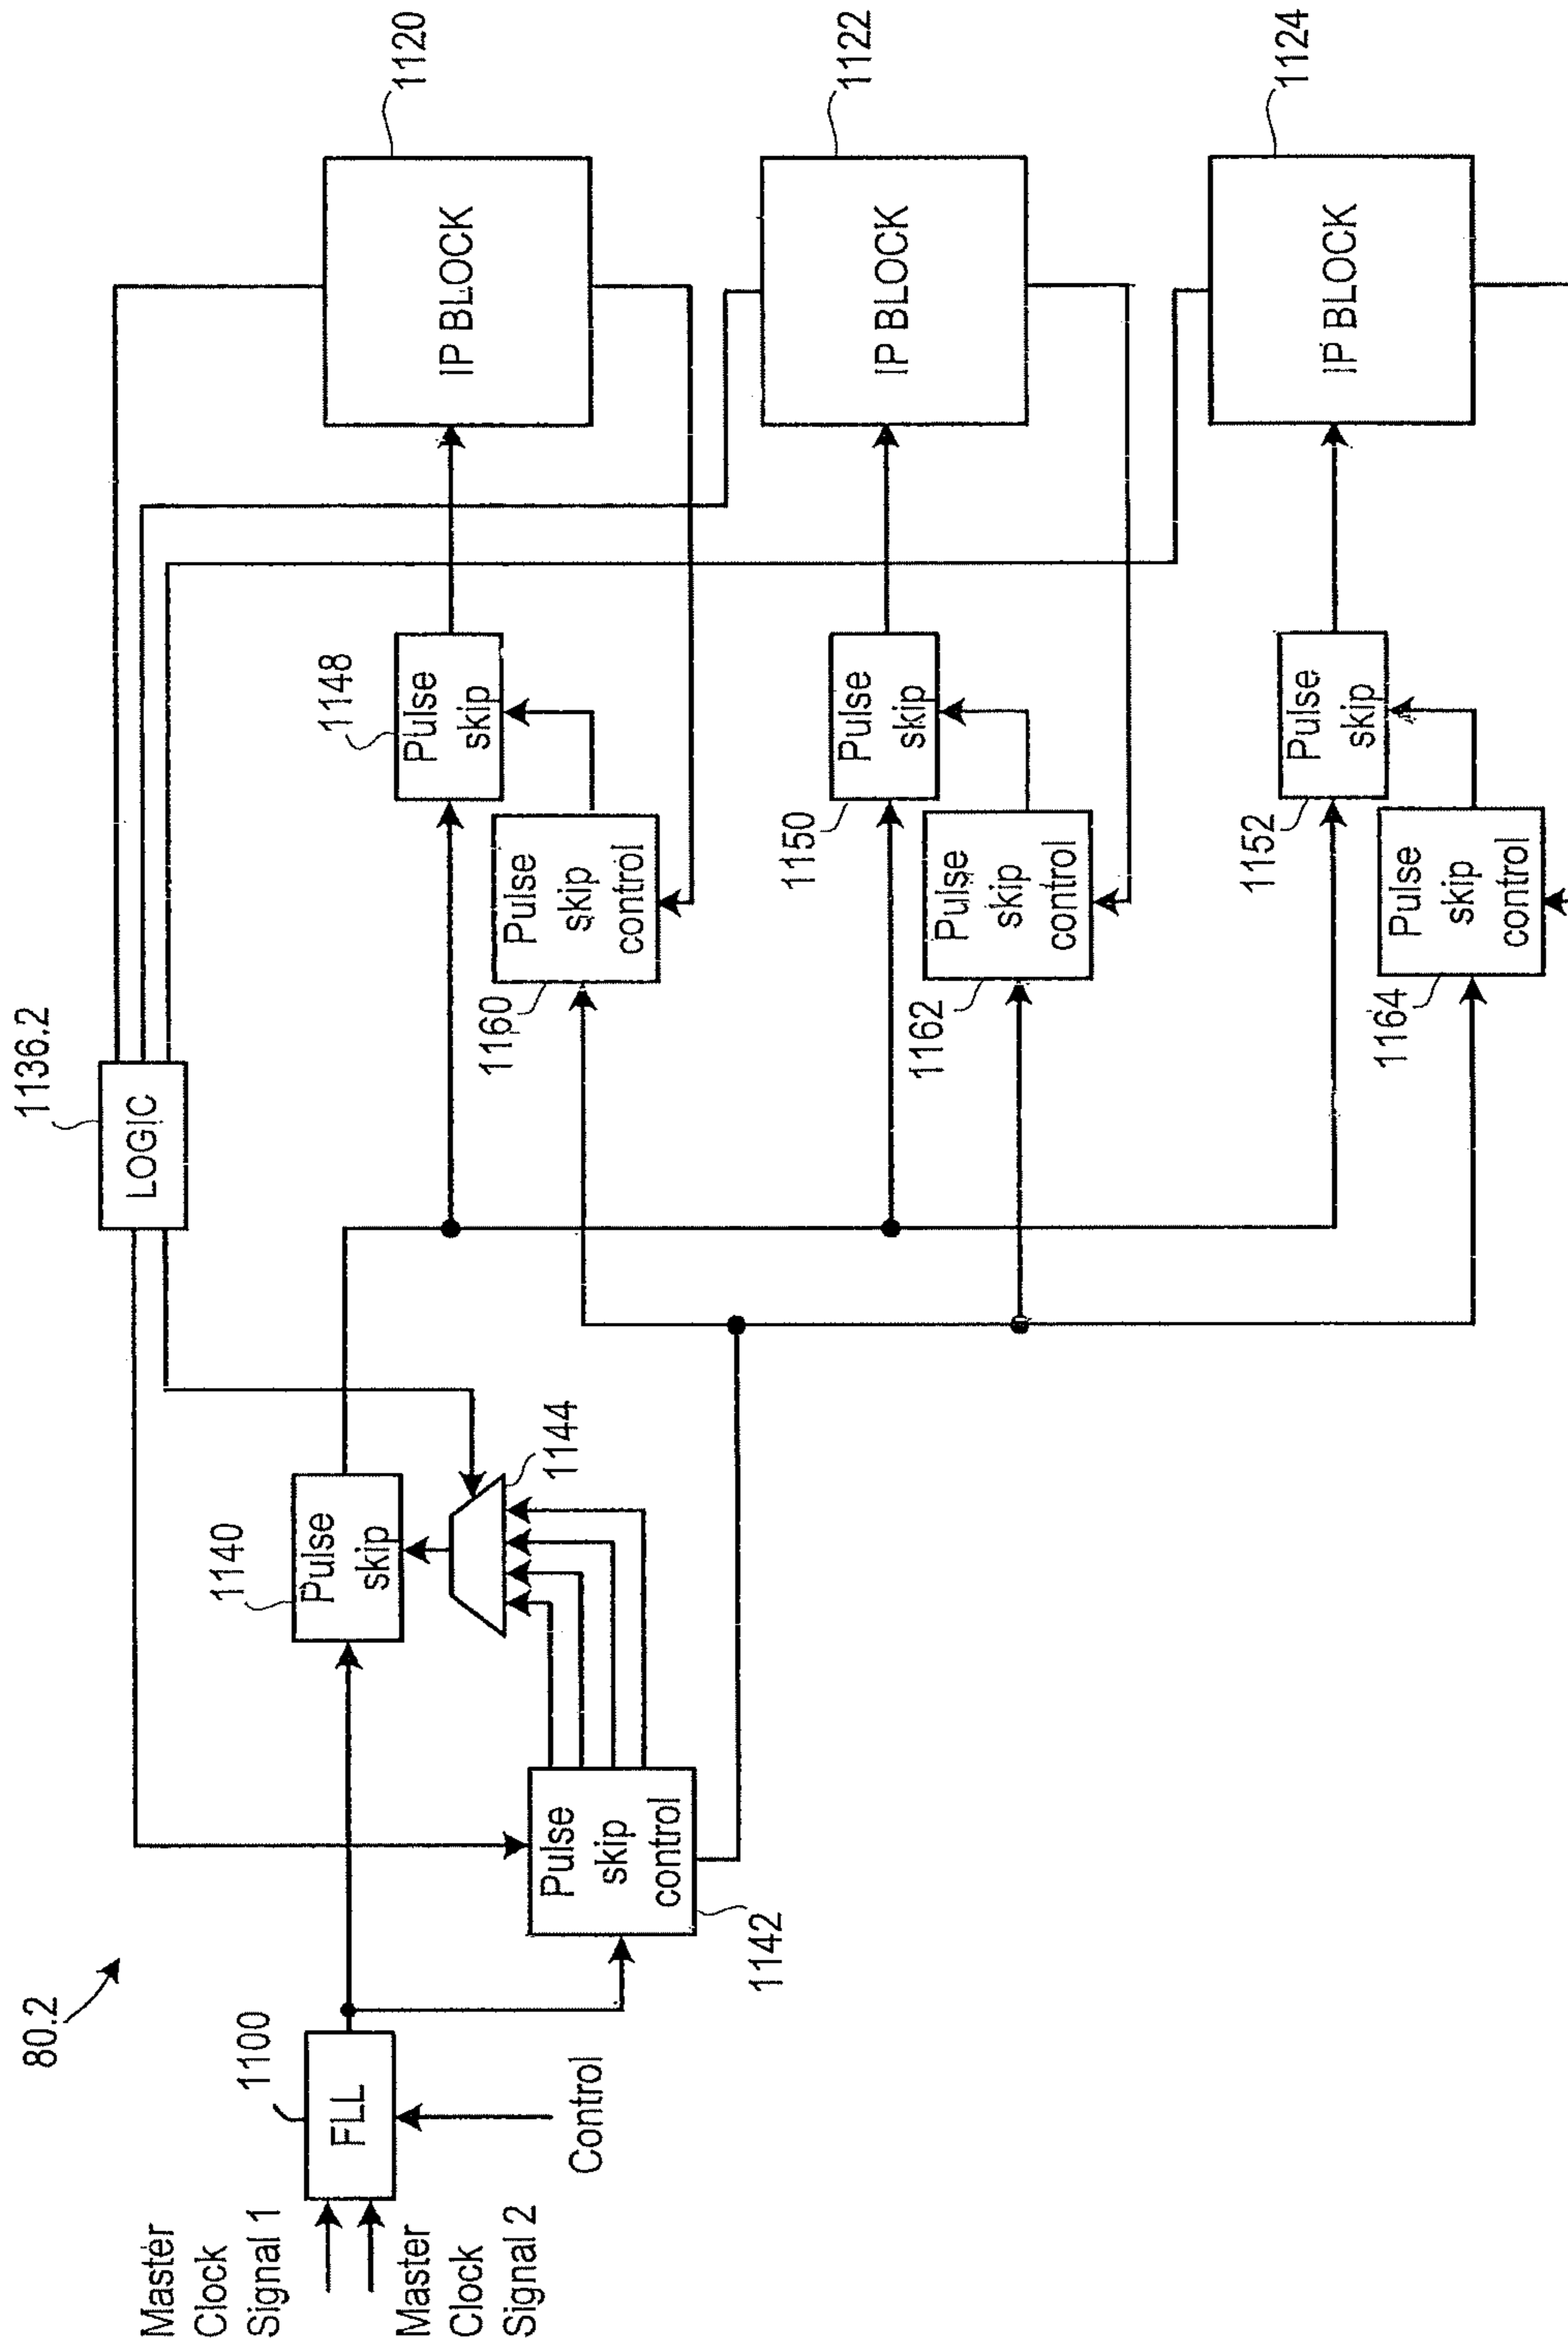 80.2
Master
Clock
Signal 1
Master
Clock
Signal 2
1100
FLL
Control
1140
Pulse
skip
1144
Pulse
skip
control
1142
1136.2
LOGIC
1148
Pulse
skip
Pulse
skip
control
1160
1150
Pulse
skip
Pulse
skip
control
1162
1152
Pulse
skip
Pulse
skip
control
1164
IP BLOCK
1120
IP BLOCK
1122
IP BLOCK
1124